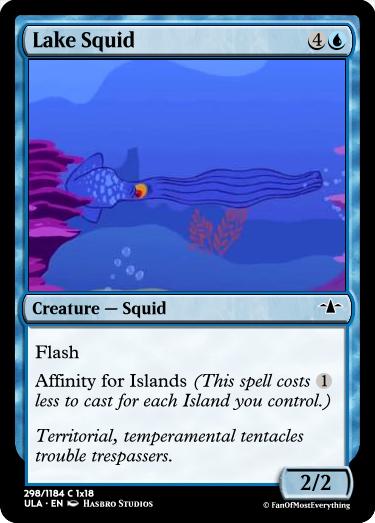 Lake Squid 4
Creature — Squid
Flash
Affinity for Islands (This spell costs 1
less to cast for each Island you control.)
Territorial, temperamental tentacles
trouble trespassers.
2/2
298/1184 C 1x18
ULA • EN Hasbro Studios
© FanOfMostEverything